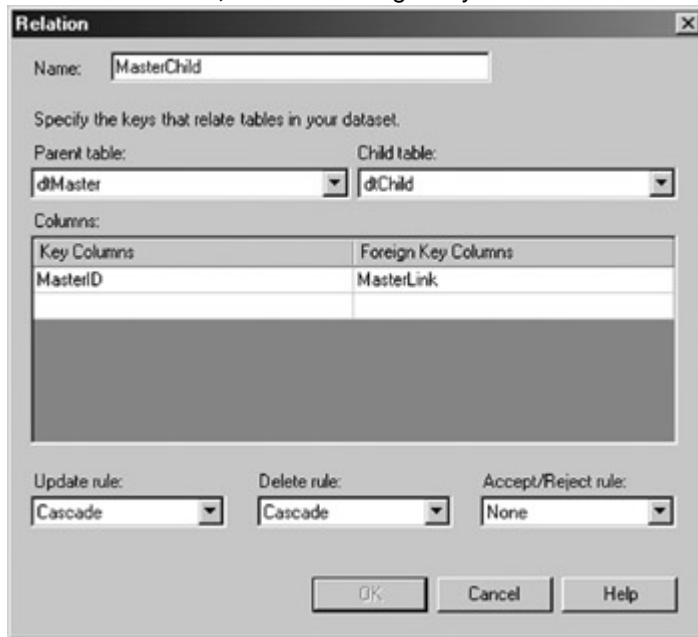 Relation
Name: MasterChild
Specify the keys that relate tables in your dataset.
Parent table: Child table:
dtMaster dtChild
Columns:
Key Columns Foreign Key Columns
MasterID MasterLink
Update rule: Delete rule: Accept/Reject rule:
Cascade Cascade None
OK Cancel Help